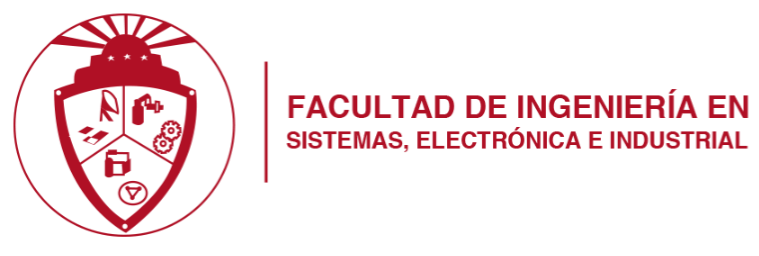 FACULTAD DE INGENIERÍA EN
SISTEMAS, ELECTRÓNICA E INDUSTRIAL